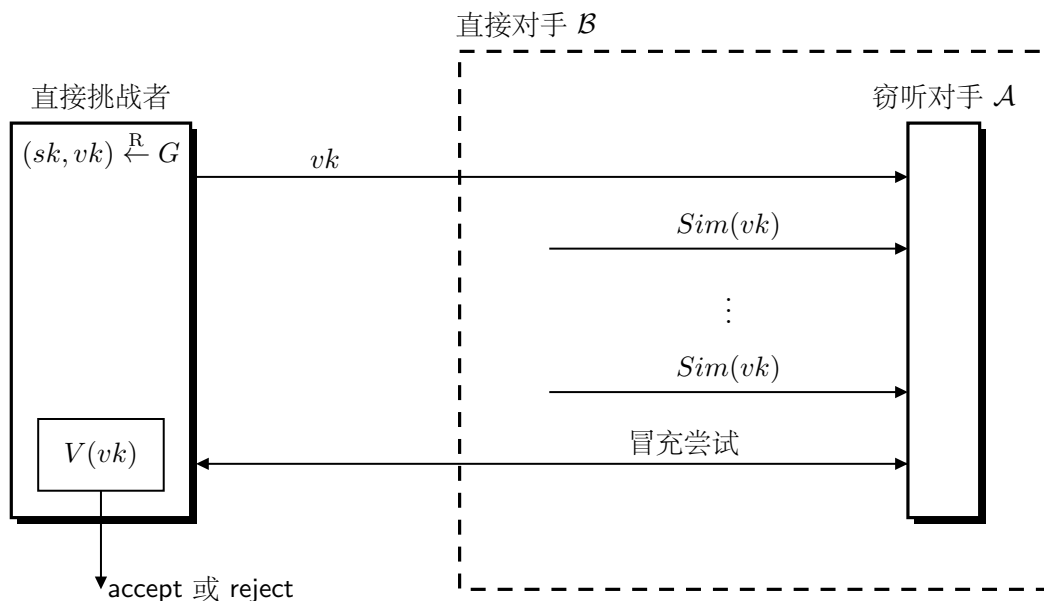 直接对手 ℬ
直接挑战者
窃听对手 𝒜
(sk, vk) ←R G
vk
Sim(vk)
⋮
Sim(vk)
冒充尝试
V(vk)
accept 或 reject